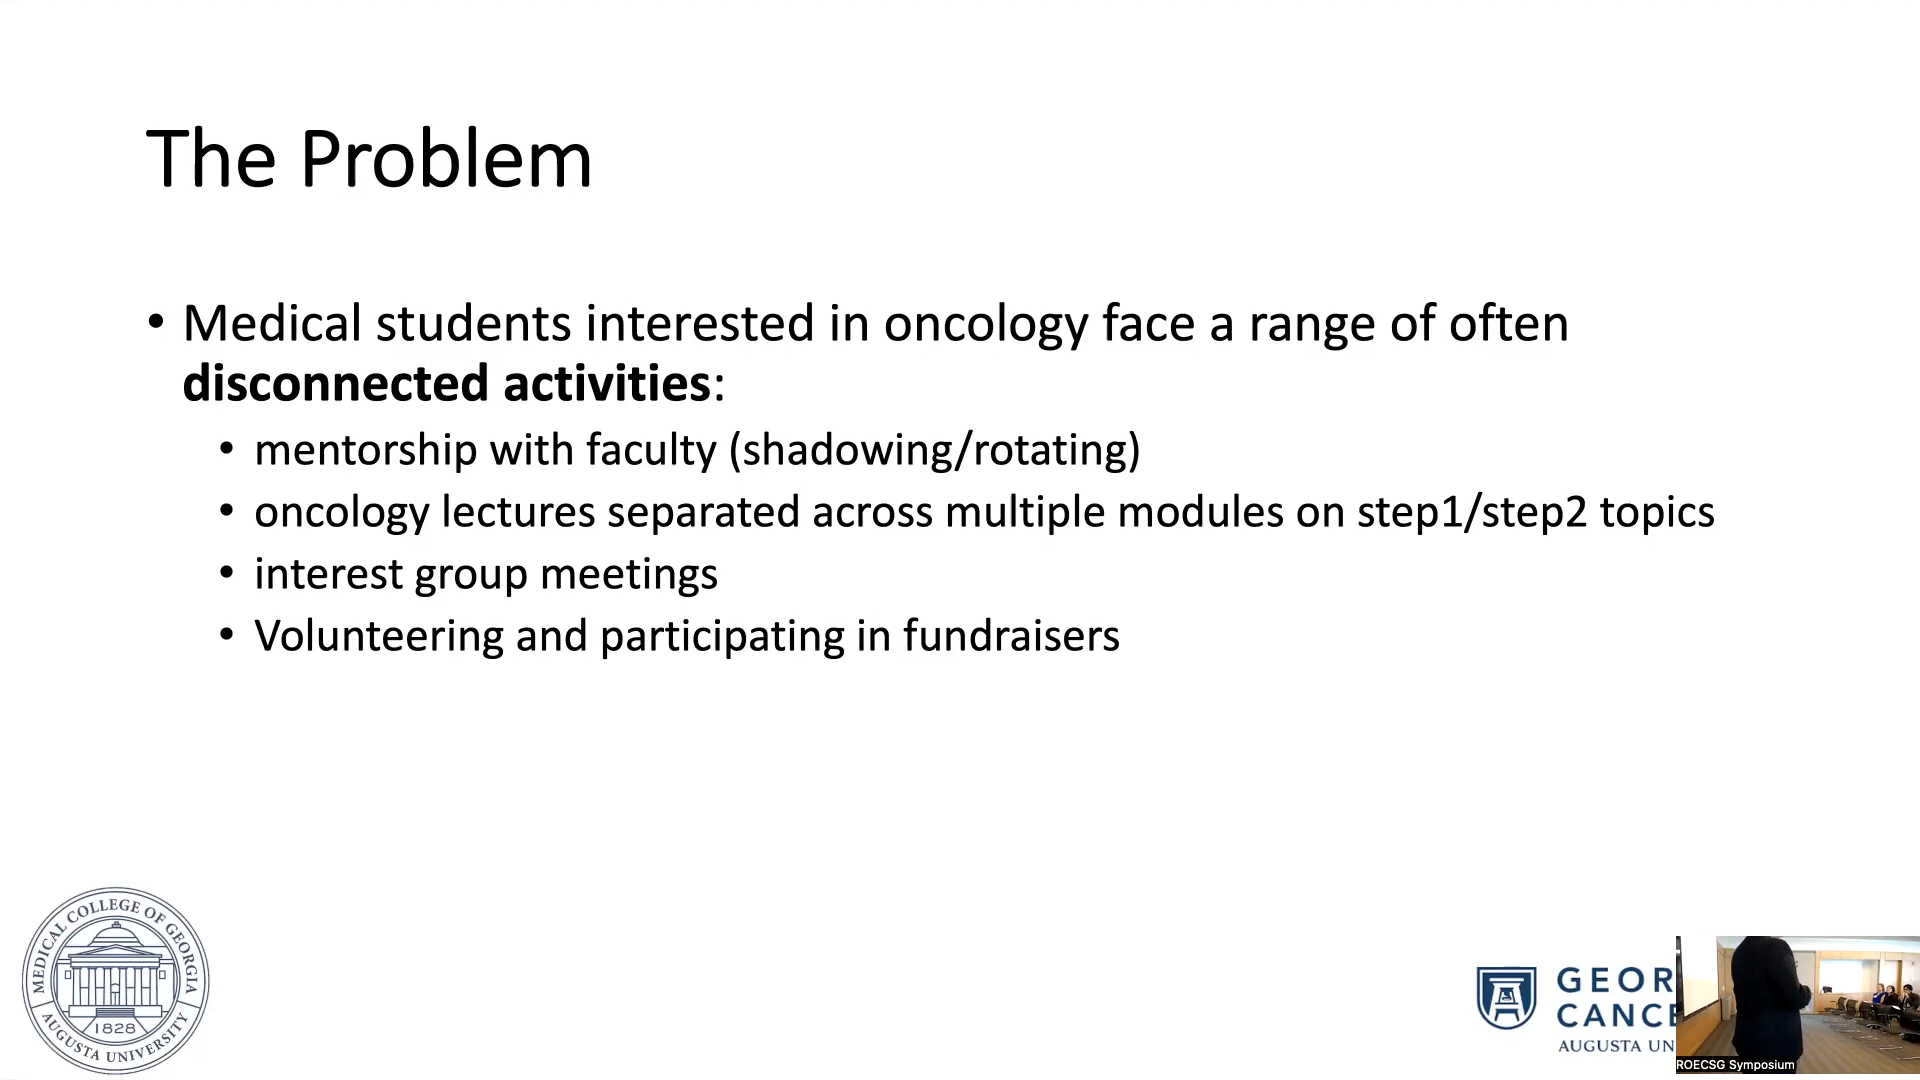 The Problem
• Medical students interested in oncology face a range of often
disconnected activities:
• mentorship with faculty (shadowing/rotating)
• oncology lectures separated across multiple modules on step1/step2 topics
• interest group meetings
• Volunteering and participating in fundraisers
MEDICAL COLLEGE OF GEORGIA
1828
AUGUSTA UNIVERSITY
GEOR
CANCE
AUGUSTA UN
ROECSG Symposium